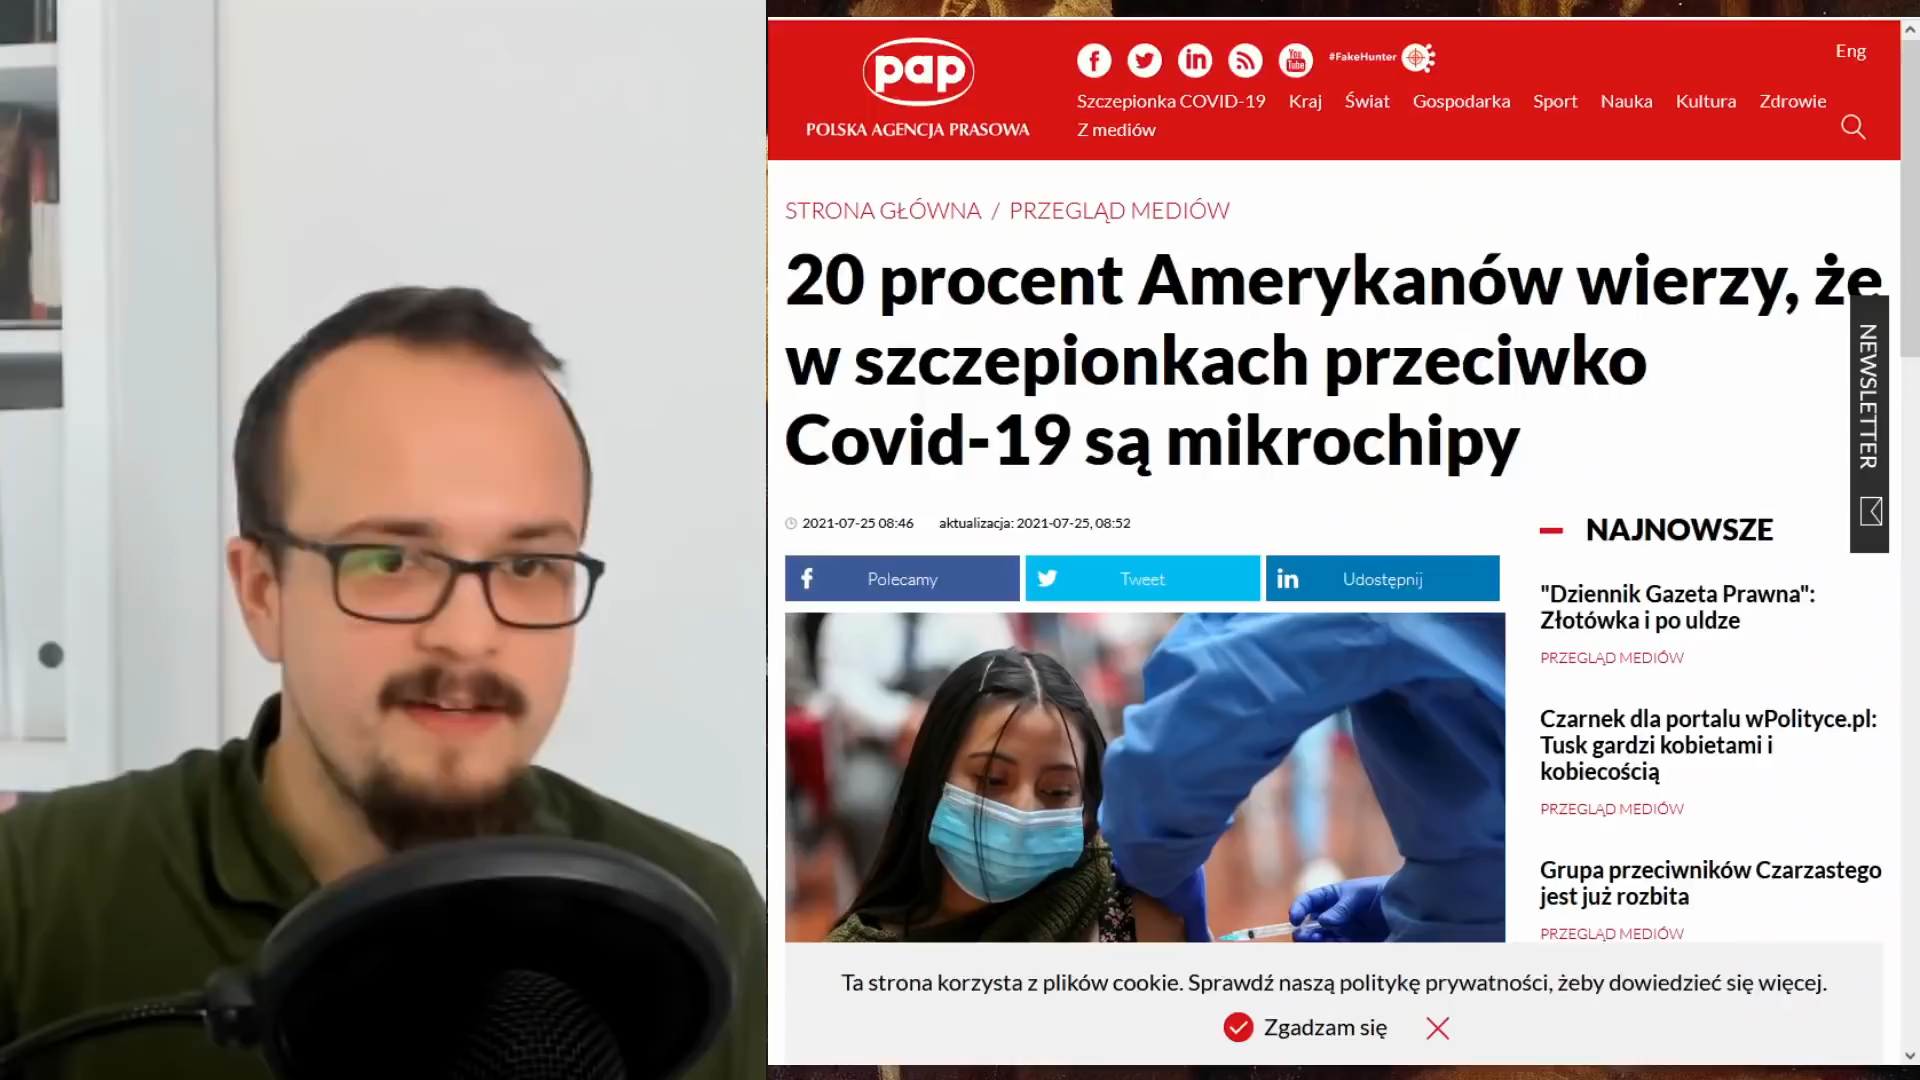 pap
POLSKA AGENCJA PRASOWA
You
Tube
#FakeHunter
Eng
Szczepionka COVID-19 Kraj Świat Gospodarka Sport Nauka Kultura Zdrowie
Z mediów
STRONA GŁÓWNA / PRZEGLĄD MEDIÓW
20 procent Amerykanów wierzy, że
w szczepionkach przeciwko
Covid-19 są mikrochipy
NEWSLETTER
2021-07-25 08:46 aktualizacja: 2021-07-25, 08:52
Polecamy
Tweet
Udostępnij
NAJNOWSZE
"Dziennik Gazeta Prawna":
Złotówka i po uldze
PRZEGLĄD MEDIÓW
Czarnek dla portalu wPolityce.pl:
Tusk gardzi kobietami i
kobiecością
PRZEGLĄD MEDIÓW
Grupa przeciwników Czarzastego
jest już rozbita
PRZEGLĄD MEDIÓW
Ta strona korzysta z plików cookie. Sprawdź naszą politykę prywatności, żeby dowiedzieć się więcej.
Zgadzam się